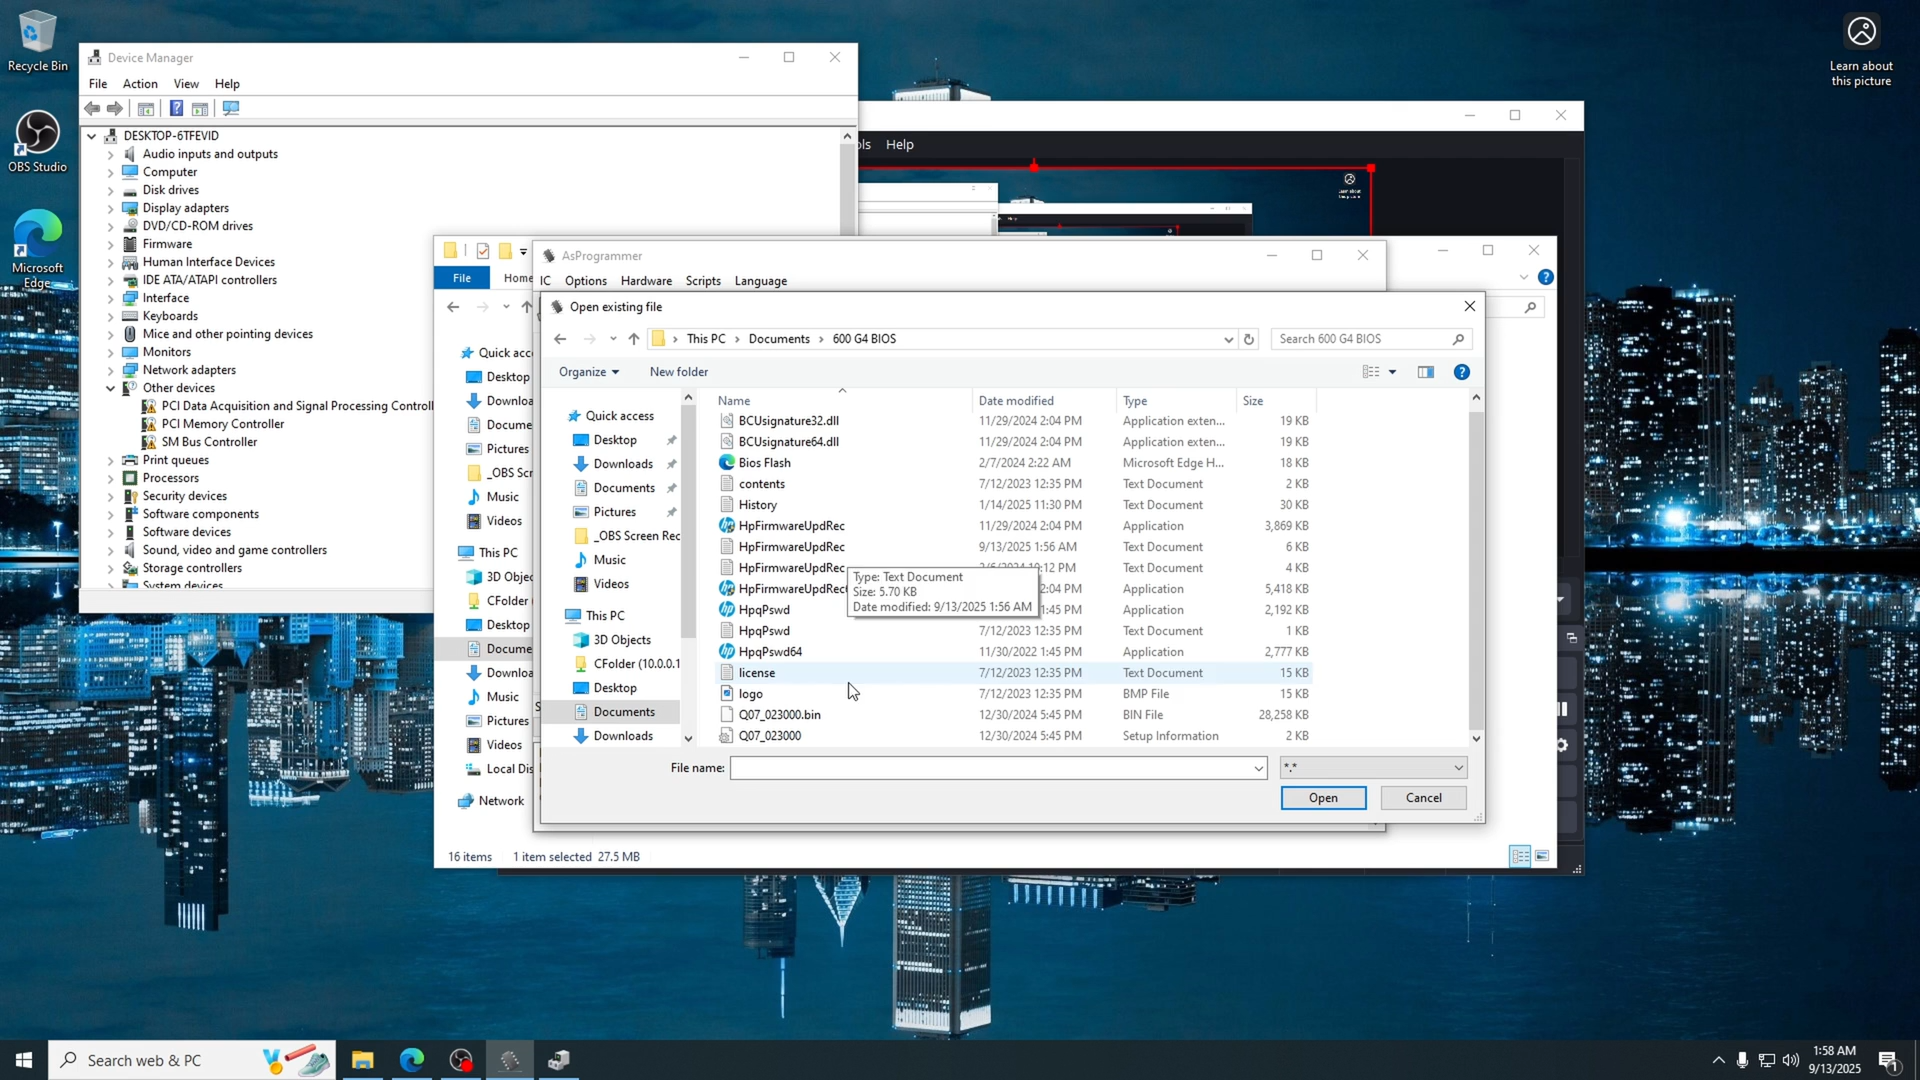 Recycle Bin
OBS Studio
Microsoft
Edge
Learn about
this picture
Device Manager
File Action View Help
DESKTOP-6TFEVID
Audio inputs and outputs
Computer
Disk drives
Display adapters
DVD/CD-ROM drives
Firmware
Human Interface Devices
IDE ATA/ATAPI controllers
Interface
Keyboards
Mice and other pointing devices
Monitors
Network adapters
Other devices
PCI Data Acquisition and Signal Processing Controll
PCI Memory Controller
SM Bus Controller
Print queues
Processors
Security devices
Software components
Software devices
Sound, video and game controllers
Storage controllers
System devices
ols Help
File Home
Quick acc
Desktop
Downloa
Docume
Pictures
_OBS Scr
Music
Videos
This PC
3D Objec
CFolder (
Desktop
Docume
Downloa
Music
Pictures
Videos
Local Dis
Network
16 items 1 item selected 27.5 MB
AsProgrammer
IC Options Hardware Scripts Language
Open existing file
This PC > Documents > 600 G4 BIOS
Search 600 G4 BIOS
Organize New folder
Quick access
Desktop
Downloads
Documents
Pictures
_OBS Screen Rec
Music
Videos
This PC
3D Objects
CFolder (10.0.0.1
Desktop
Documents
Downloads
Name Date modified Type Size
BCUsignature32.dll 11/29/2024 2:04 PM Application exten... 19 KB
BCUsignature64.dll 11/29/2024 2:04 PM Application exten... 19 KB
Bios Flash 2/7/2024 2:22 AM Microsoft Edge H... 18 KB
contents 7/12/2023 12:35 PM Text Document 2 KB
History 1/14/2025 11:30 PM Text Document 30 KB
HpFirmwareUpdRec 11/29/2024 2:04 PM Application 3,869 KB
HpFirmwareUpdRec 9/13/2025 1:56 AM Text Document 6 KB
HpFirmwareUpdRec :12 PM Text Document 4 KB
HpFirmwareUpdRec 2:04 PM Application 5,418 KB
HpqPswd 1:45 PM Application 2,192 KB
HpqPswd 7/12/2023 12:35 PM Text Document 1 KB
HpqPswd64 11/30/2022 1:45 PM Application 2,777 KB
license 7/12/2023 12:35 PM Text Document 15 KB
logo 7/12/2023 12:35 PM BMP File 15 KB
Q07_023000.bin 12/30/2024 5:45 PM BIN File 28,258 KB
Q07_023000 12/30/2024 5:45 PM Setup Information 2 KB
Type: Text Document
Size: 5.70 KB
Date modified: 9/13/2025 1:56 AM
File name: *.*
Open Cancel
Search web & PC
1:58 AM
9/13/2025
1